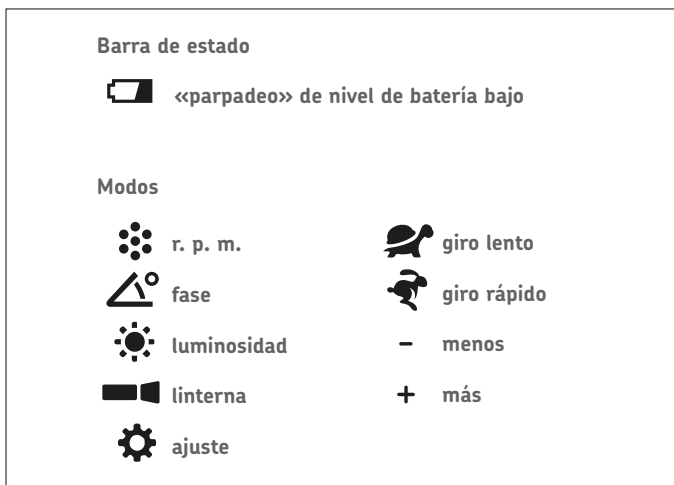 Barra de estado
«parpadeo» de nivel de batería bajo
Modos
r. p. m.
fase
luminosidad
linterna
ajuste
giro lento
giro rápido
- menos
+ más